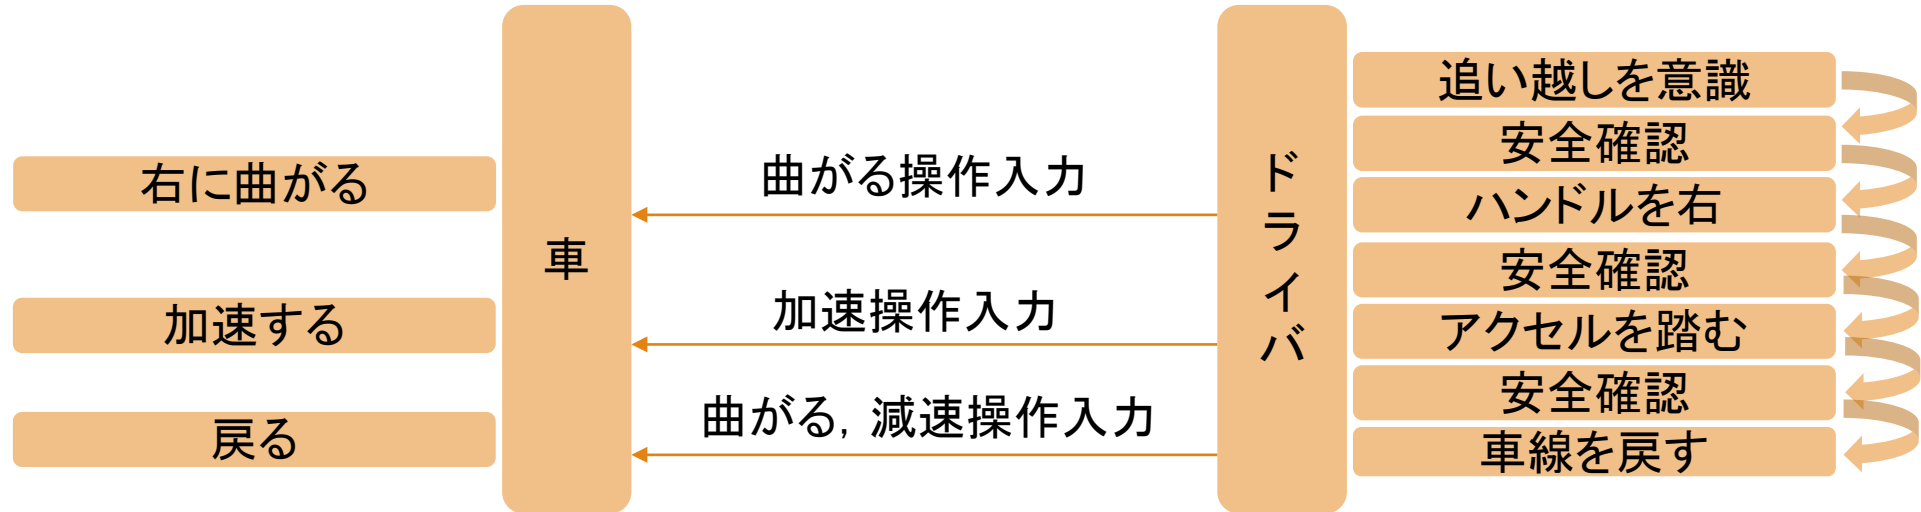 右に曲がる
加速する
戻る
車
曲がる操作入力
加速操作入力
曲がる，減速操作入力
ドライバ
追い越しを意識
安全確認
ハンドルを右
安全確認
アクセルを踏む
安全確認
車線を戻す